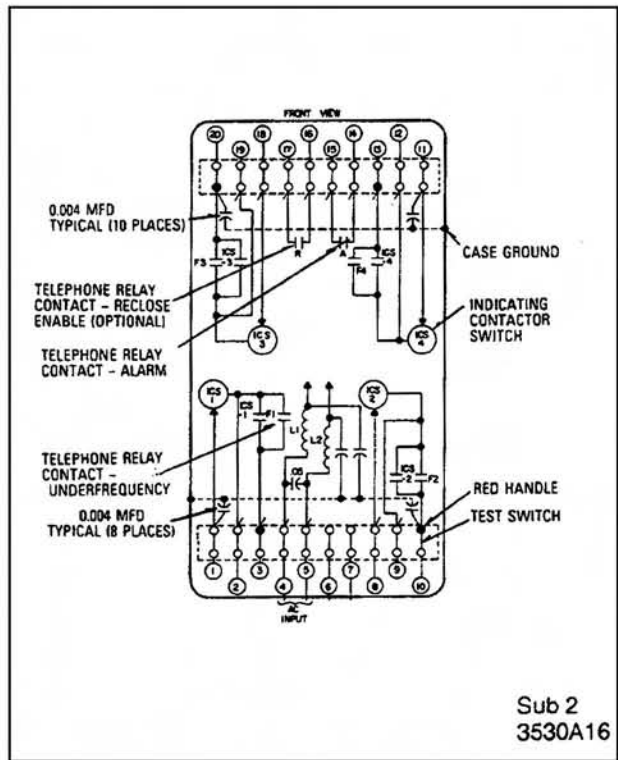 FRONT VIEW
20 19 18 17 16 15 14 13 12 11
0.004 MFD
TYPICAL (10 PLACES)
CASE GROUND
F3
ICS
-3
R
A
F4
ICS
-4
TELEPHONE RELAY
CONTACT - RECLOSE
ENABLE (OPTIONAL)
INDICATING
CONTACTOR
SWITCH
ICS
3
ICS
4
TELEPHONE RELAY
CONTACT - ALARM
ICS
1
ICS
-1
F1
L1
L2
ICS
2
TELEPHONE RELAY
CONTACT -
UNDERFREQUENCY
.05
ICS
-2
F2
RED HANDLE
TEST SWITCH
0.004 MFD
TYPICAL (8 PLACES)
1 2 3 4 5 6 7 8 9 10
AC
INPUT
Sub 2
3530A16